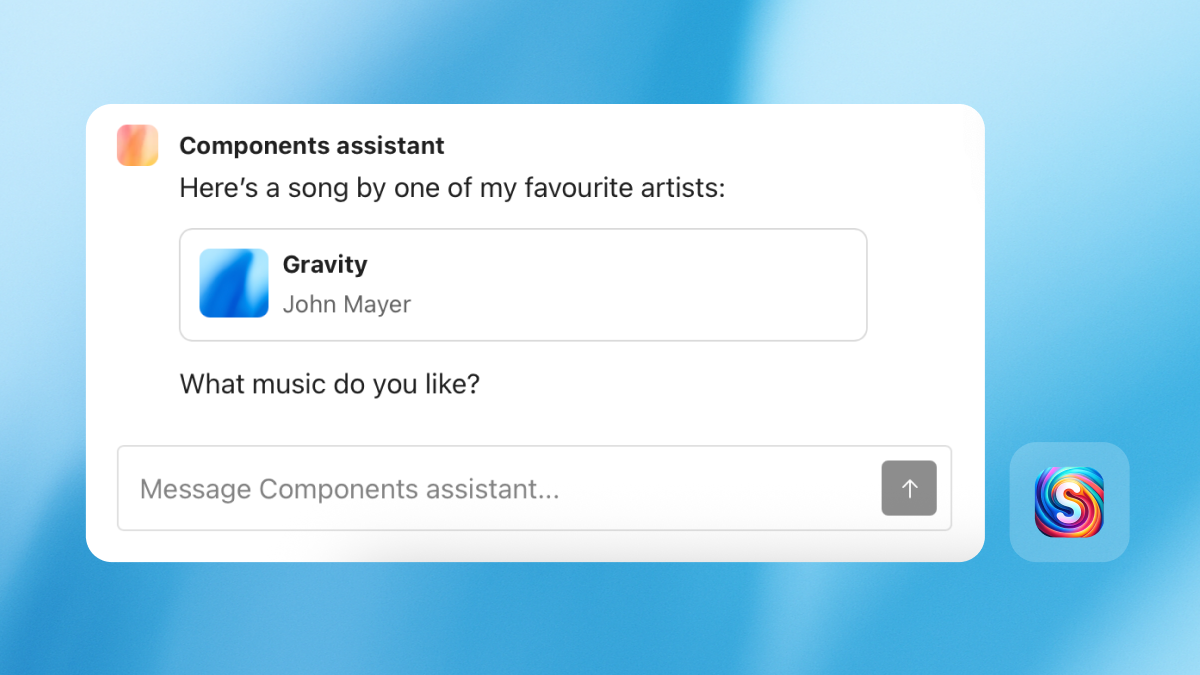 Components assistant
Here’s a song by one of my favourite artists:
Gravity
John Mayer
What music do you like?
Message Components assistant...
S